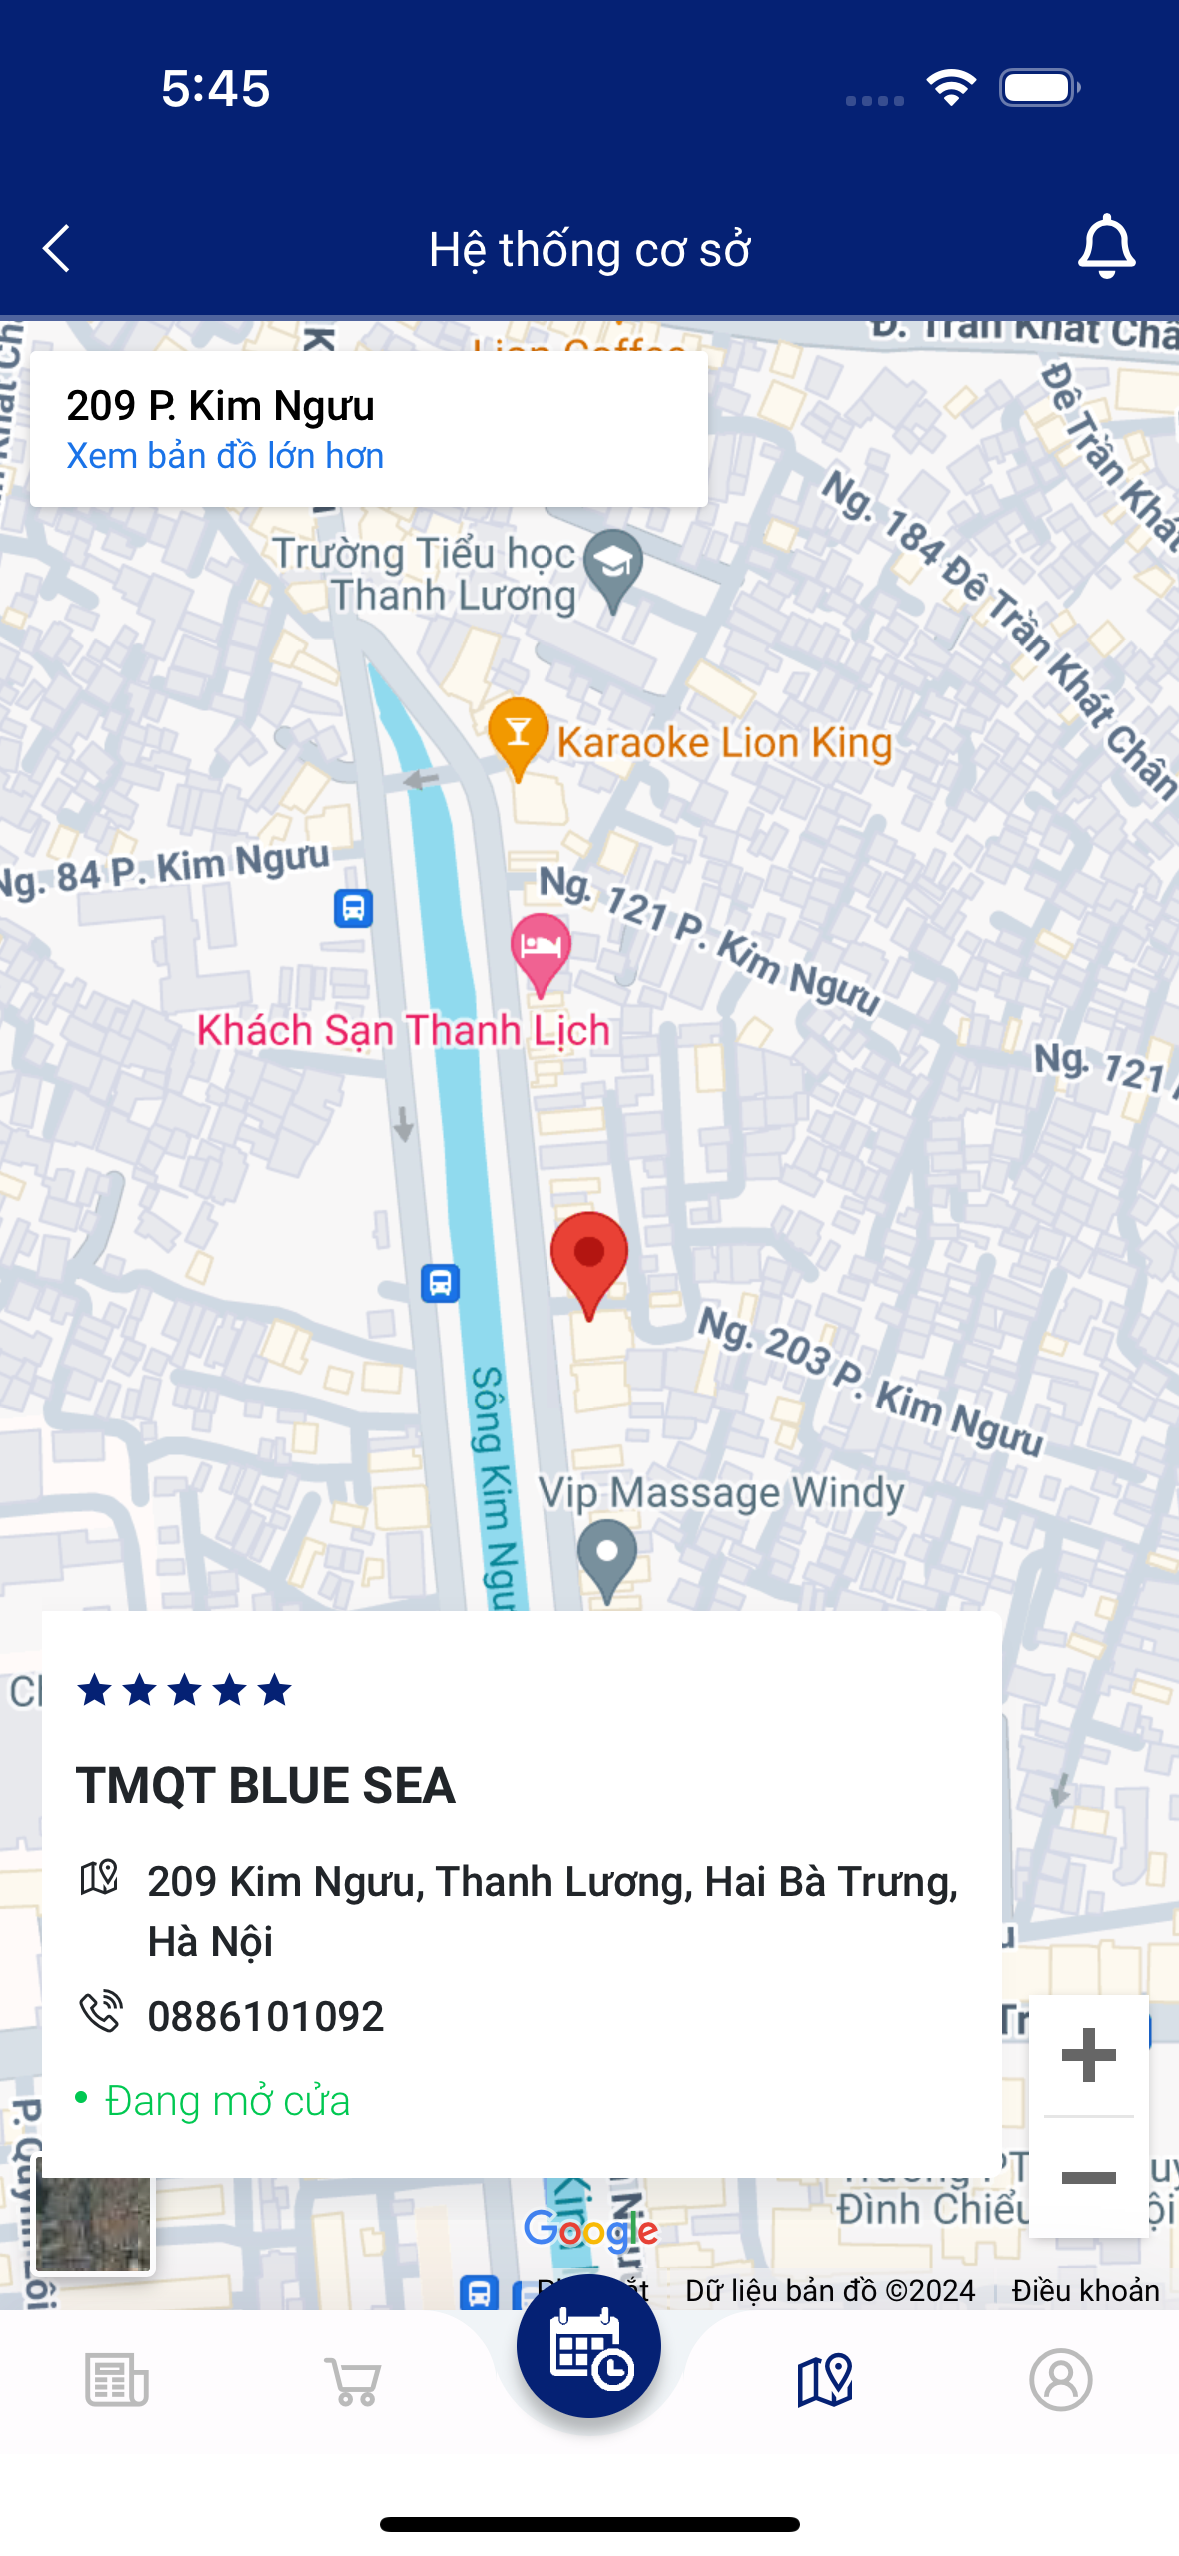 5:45
Hệ thống cơ sở
Đ. Trần Khát Châ
Lion Coffee
209 P. Kim Ngưu
Xem bản đồ lớn hơn
Đê Trần Khát
Ng. 184 Đê Trần Khát Chân
Trường Tiểu học
Thanh Lương
Karaoke Lion King
Ng. 84 P. Kim Ngưu
Ng. 121 P. Kim Ngưu
Khách Sạn Thanh Lịch
Ng. 121
Ng. 203 P. Kim Ngưu
Sông Kim Ngư
Vip Massage Windy
TMQT BLUE SEA
209 Kim Ngưu, Thanh Lương, Hai Bà Trưng,
Hà Nội
0886101092
Đang mở cửa
Đình Chiểu
Google
Dữ liệu bản đồ ©2024
Điều khoản